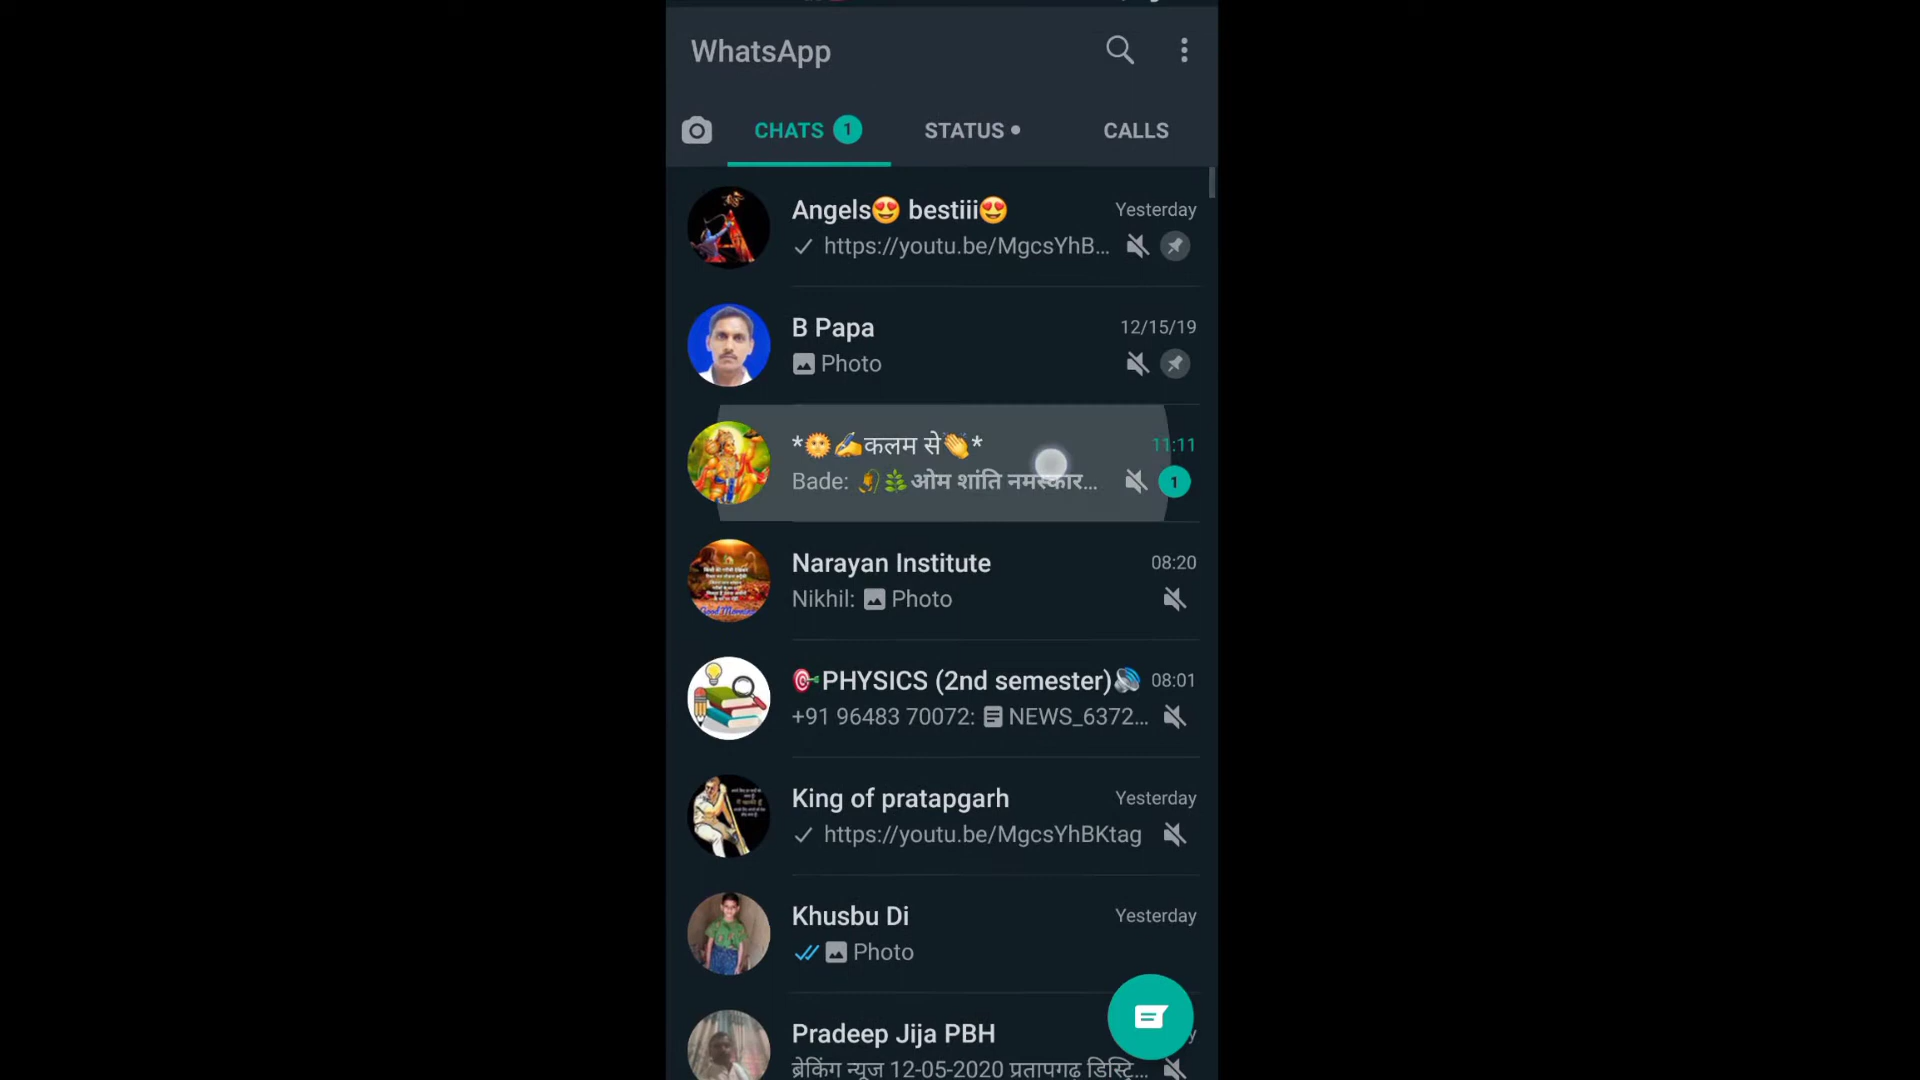 WhatsApp
CHATS 1 STATUS CALLS
Angels😍 bestiii😍 Yesterday
https://youtu.be/MgcsYhB...
B Papa 12/15/19
Photo
*🌞✍️कलम से👏* 11:11
Bade: 🌿ओम शांति नमस्कार... 1
Narayan Institute 08:20
Nikhil: Photo
Good Morning
🎯PHYSICS (2nd semester)🔊 08:01
+91 96483 70072: NEWS_6372...
King of pratapgarh Yesterday
https://youtu.be/MgcsYhBKtag
Khusbu Di Yesterday
Photo
Pradeep Jija PBH
ब्रेकिंग न्यूज 12-05-2020 प्रतापगढ़ डिस्ट्रि...